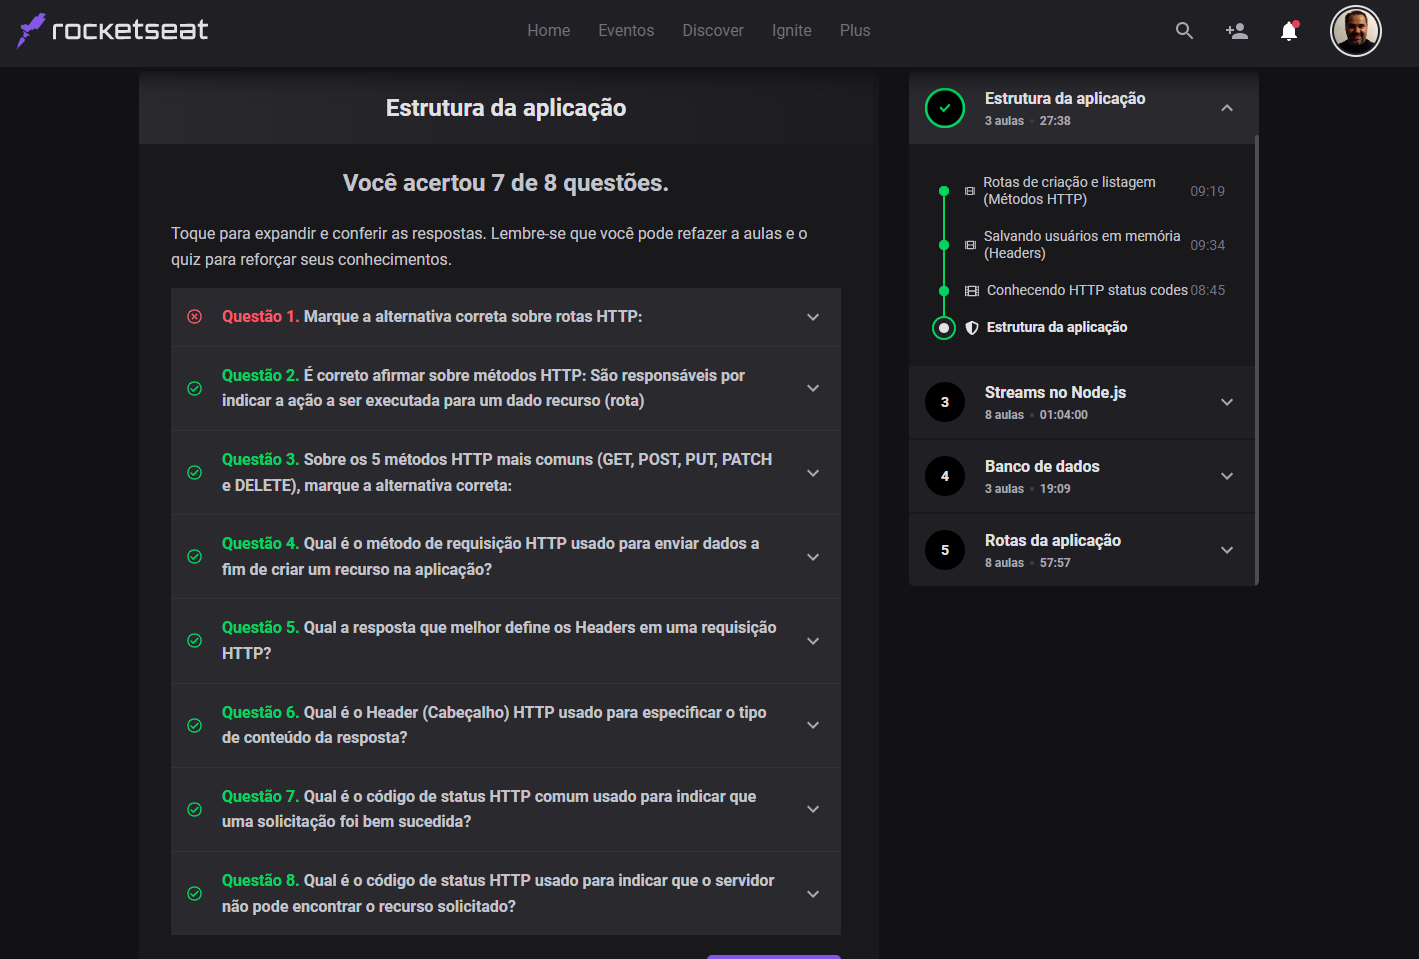 rocketseat
Home
Eventos
Discover
Ignite
Plus
Estrutura da aplicação
Você acertou 7 de 8 questões.
Toque para expandir e conferir as respostas. Lembre-se que você pode refazer a aulas e o
quiz para reforçar seus conhecimentos.
Questão 1. Marque a alternativa correta sobre rotas HTTP:
Questão 2. É correto afirmar sobre métodos HTTP: São responsáveis por
indicar a ação a ser executada para um dado recurso (rota)
Questão 3. Sobre os 5 métodos HTTP mais comuns (GET, POST, PUT, PATCH
e DELETE), marque a alternativa correta:
Questão 4. Qual é o método de requisição HTTP usado para enviar dados a
fim de criar um recurso na aplicação?
Questão 5. Qual a resposta que melhor define os Headers em uma requisição
HTTP?
Questão 6. Qual é o Header (Cabeçalho) HTTP usado para especificar o tipo
de conteúdo da resposta?
Questão 7. Qual é o código de status HTTP comum usado para indicar que
uma solicitação foi bem sucedida?
Questão 8. Qual é o código de status HTTP usado para indicar que o servidor
não pode encontrar o recurso solicitado?
Estrutura da aplicação
3 aulas • 27:38
Rotas de criação e listagem
(Métodos HTTP)
09:19
Salvando usuários em memória
(Headers)
09:34
Conhecendo HTTP status codes 08:45
Estrutura da aplicação
3
Streams no Node.js
8 aulas • 01:04:00
4
Banco de dados
3 aulas • 19:09
5
Rotas da aplicação
8 aulas • 57:57